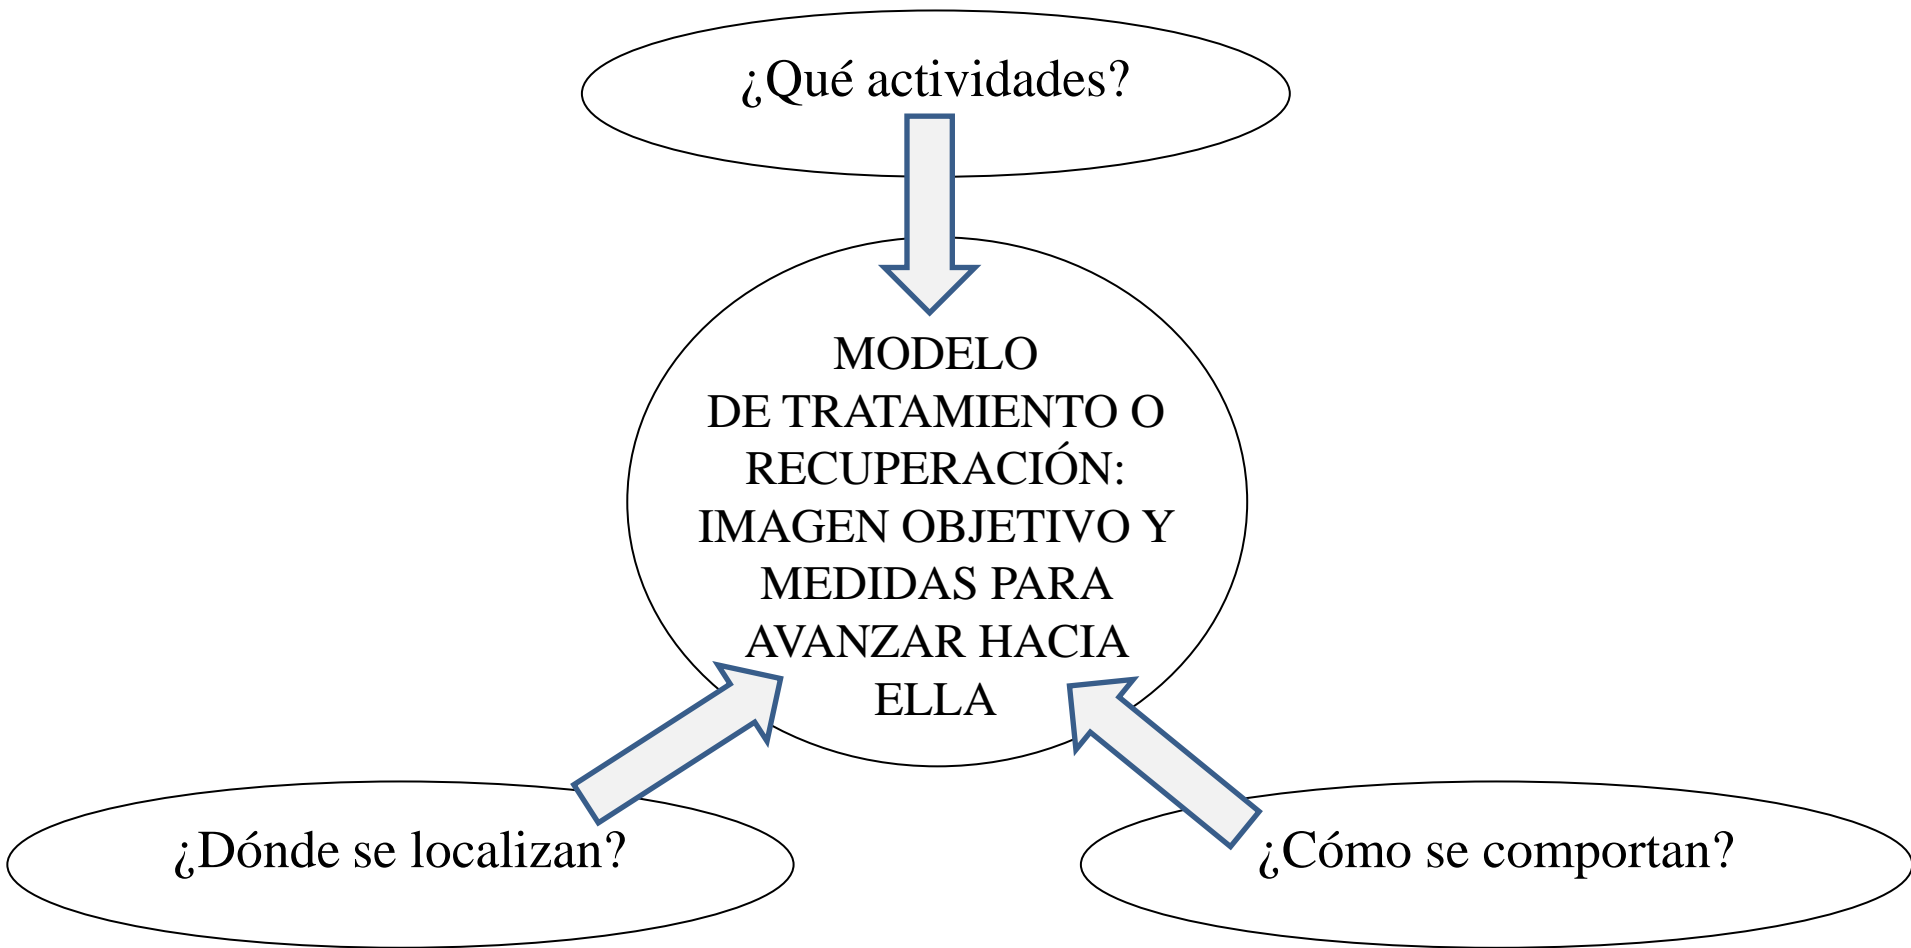 ¿Qué actividades?
MODELO
DE TRATAMIENTO O
RECUPERACIÓN:
IMAGEN OBJETIVO Y
MEDIDAS PARA
AVANZAR HACIA
ELLA
¿Dónde se localizan?
¿Cómo se comportan?